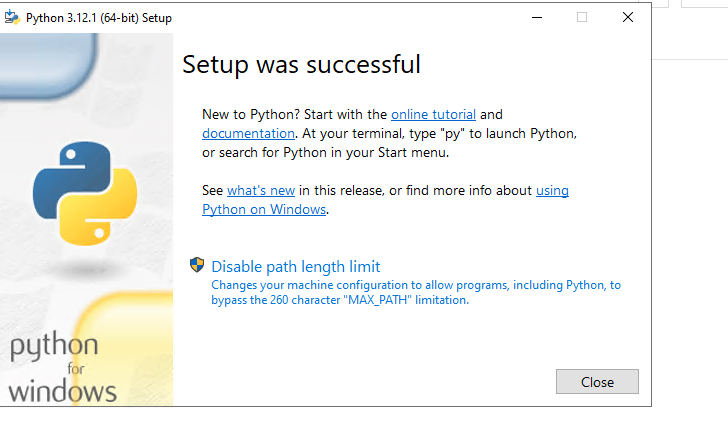 Python 3.12.1 (64-bit) Setup
Setup was successful
New to Python? Start with the online tutorial and
documentation. At your terminal, type "py" to launch Python,
or search for Python in your Start menu.
See what's new in this release, or find more info about using
Python on Windows.
Disable path length limit
Changes your machine configuration to allow programs, including Python, to
bypass the 260 character "MAX_PATH" limitation.
python
for
windows
Close